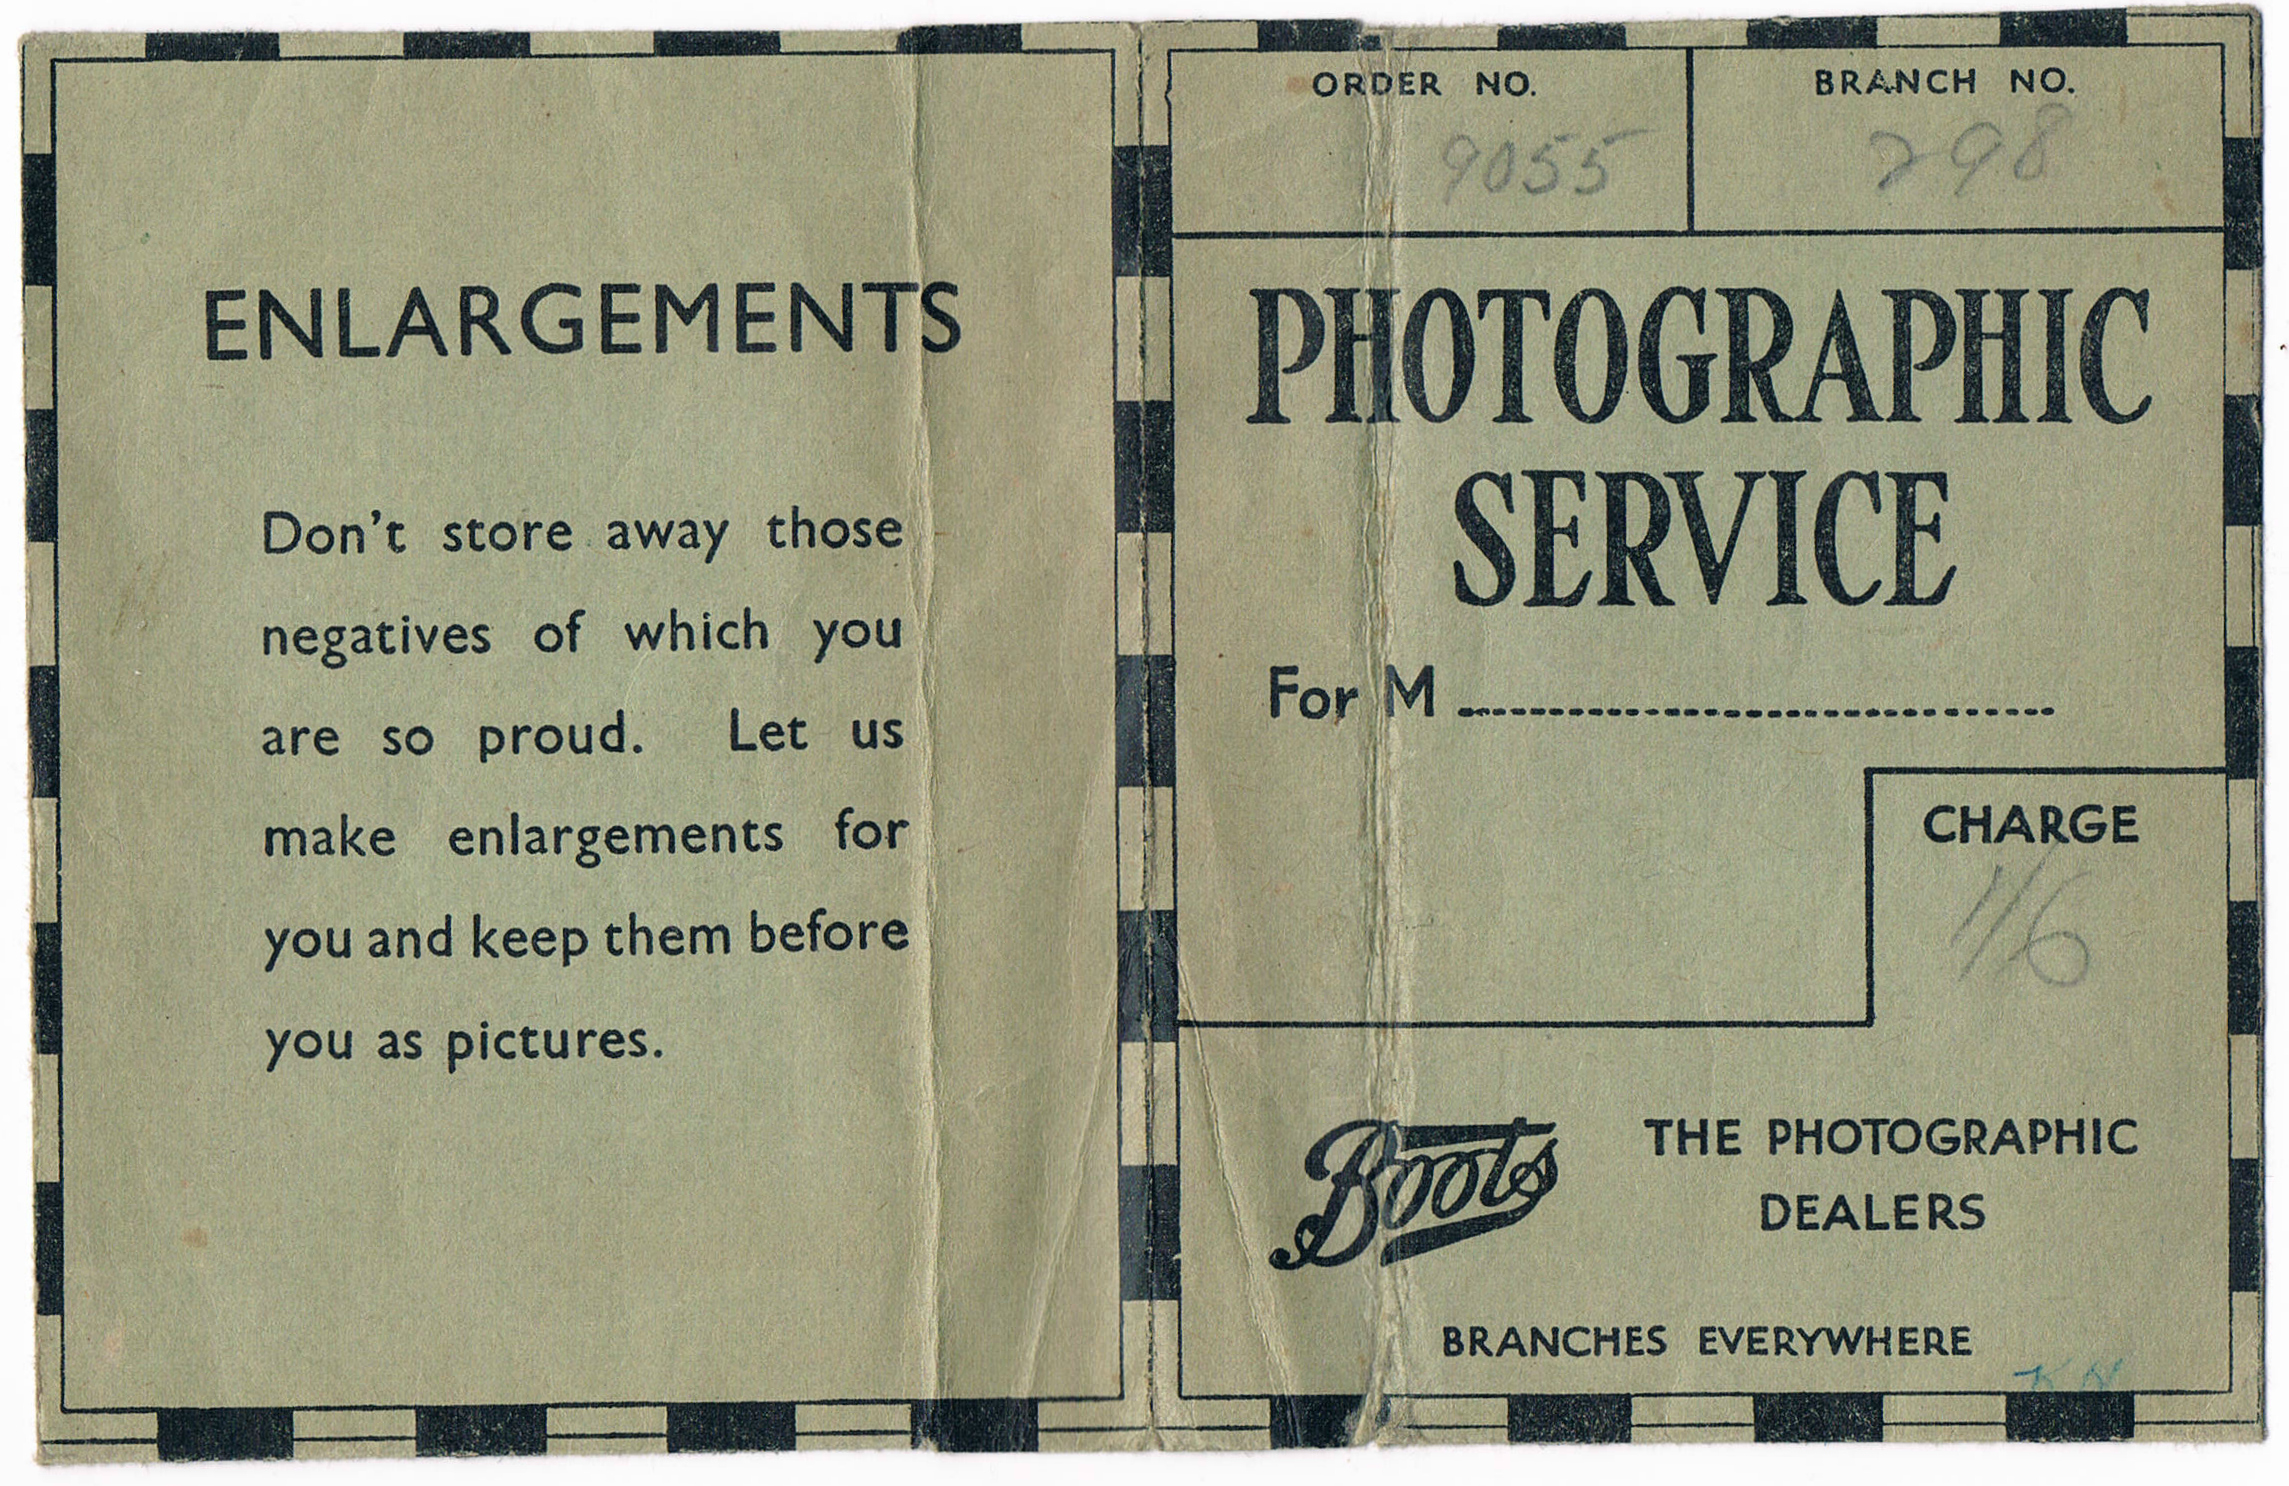 ENLARGEMENTS
Don't store away those
negatives of which you
are so proud. Let us
make enlargements for
you and keep them before
you as pictures.
ORDER NO.
9055
BRANCH NO.
298
PHOTOGRAPHIC
SERVICE
For M
CHARGE
1/6
Boots
THE PHOTOGRAPHIC
DEALERS
BRANCHES EVERYWHERE